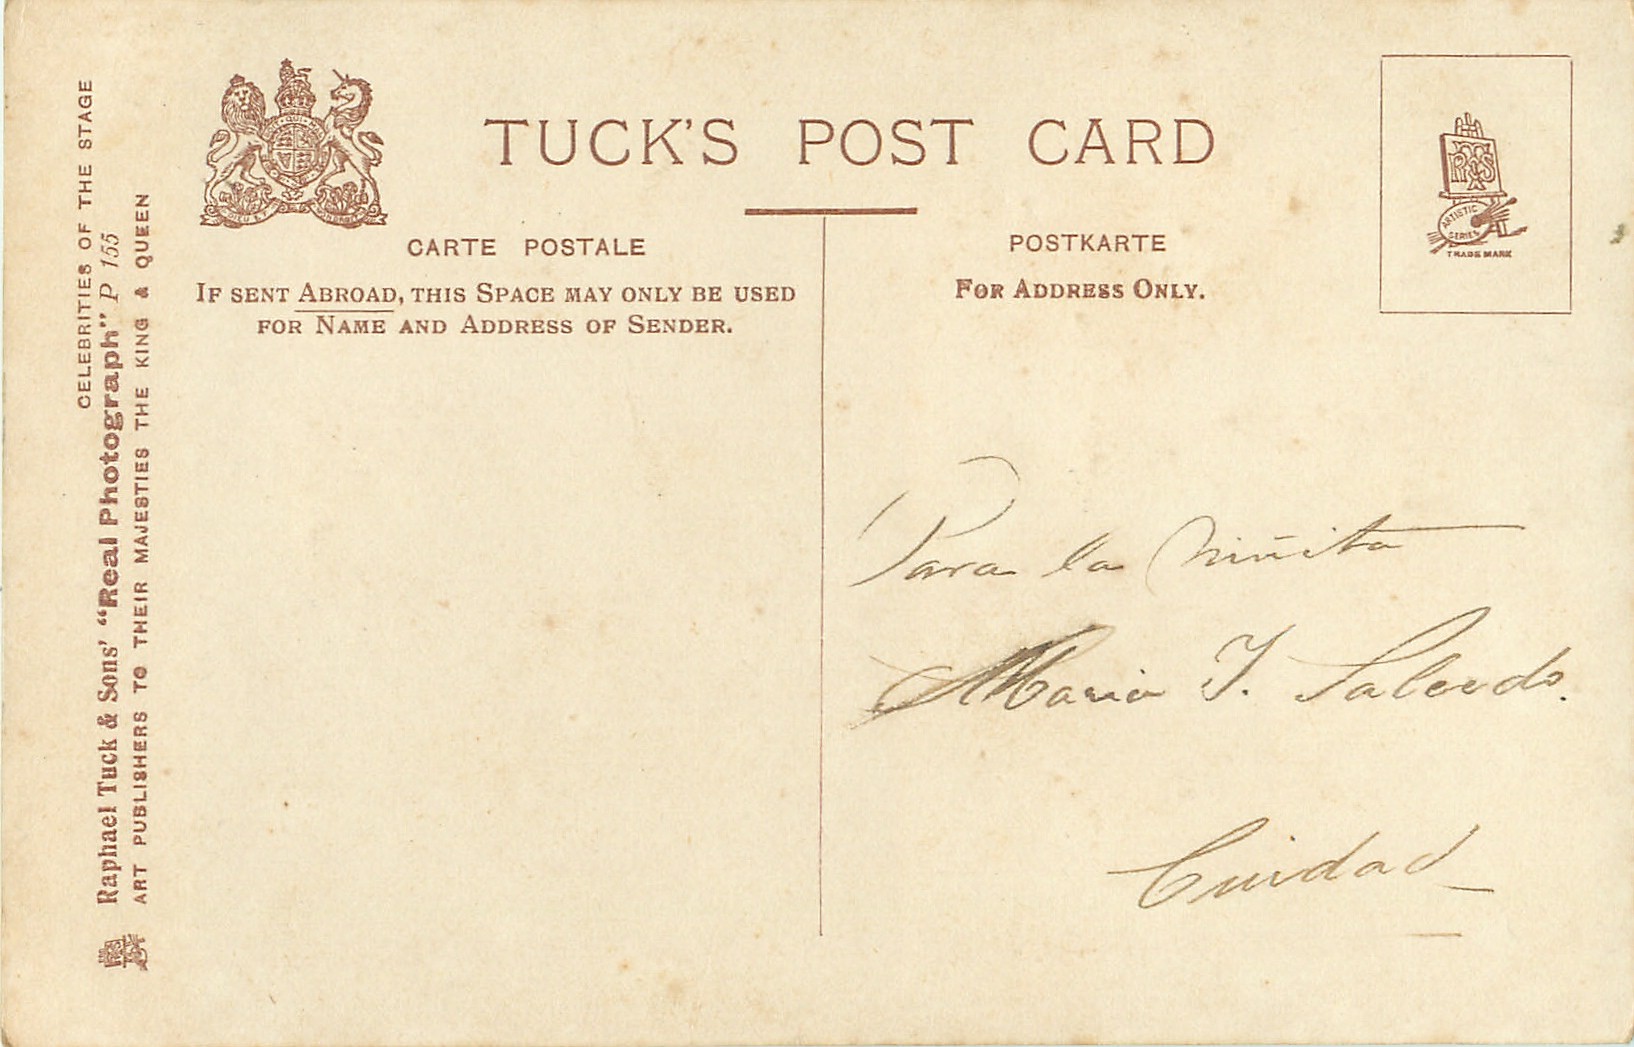 CELEBRITIES OF THE STAGE
Raphael Tuck & Sons' "Real Photograph" P 155
ART PUBLISHERS TO THEIR MAJESTIES THE KING & QUEEN
TUCK'S POST CARD
CARTE POSTALE
IF SENT ABROAD, THIS SPACE MAY ONLY BE USED
FOR NAME AND ADDRESS OF SENDER.
POSTKARTE
FOR ADDRESS ONLY.
ARTISTIC
SERIES
TRADE MARK
Para la niñita
Maria Y. Salcedo.
Cuidad